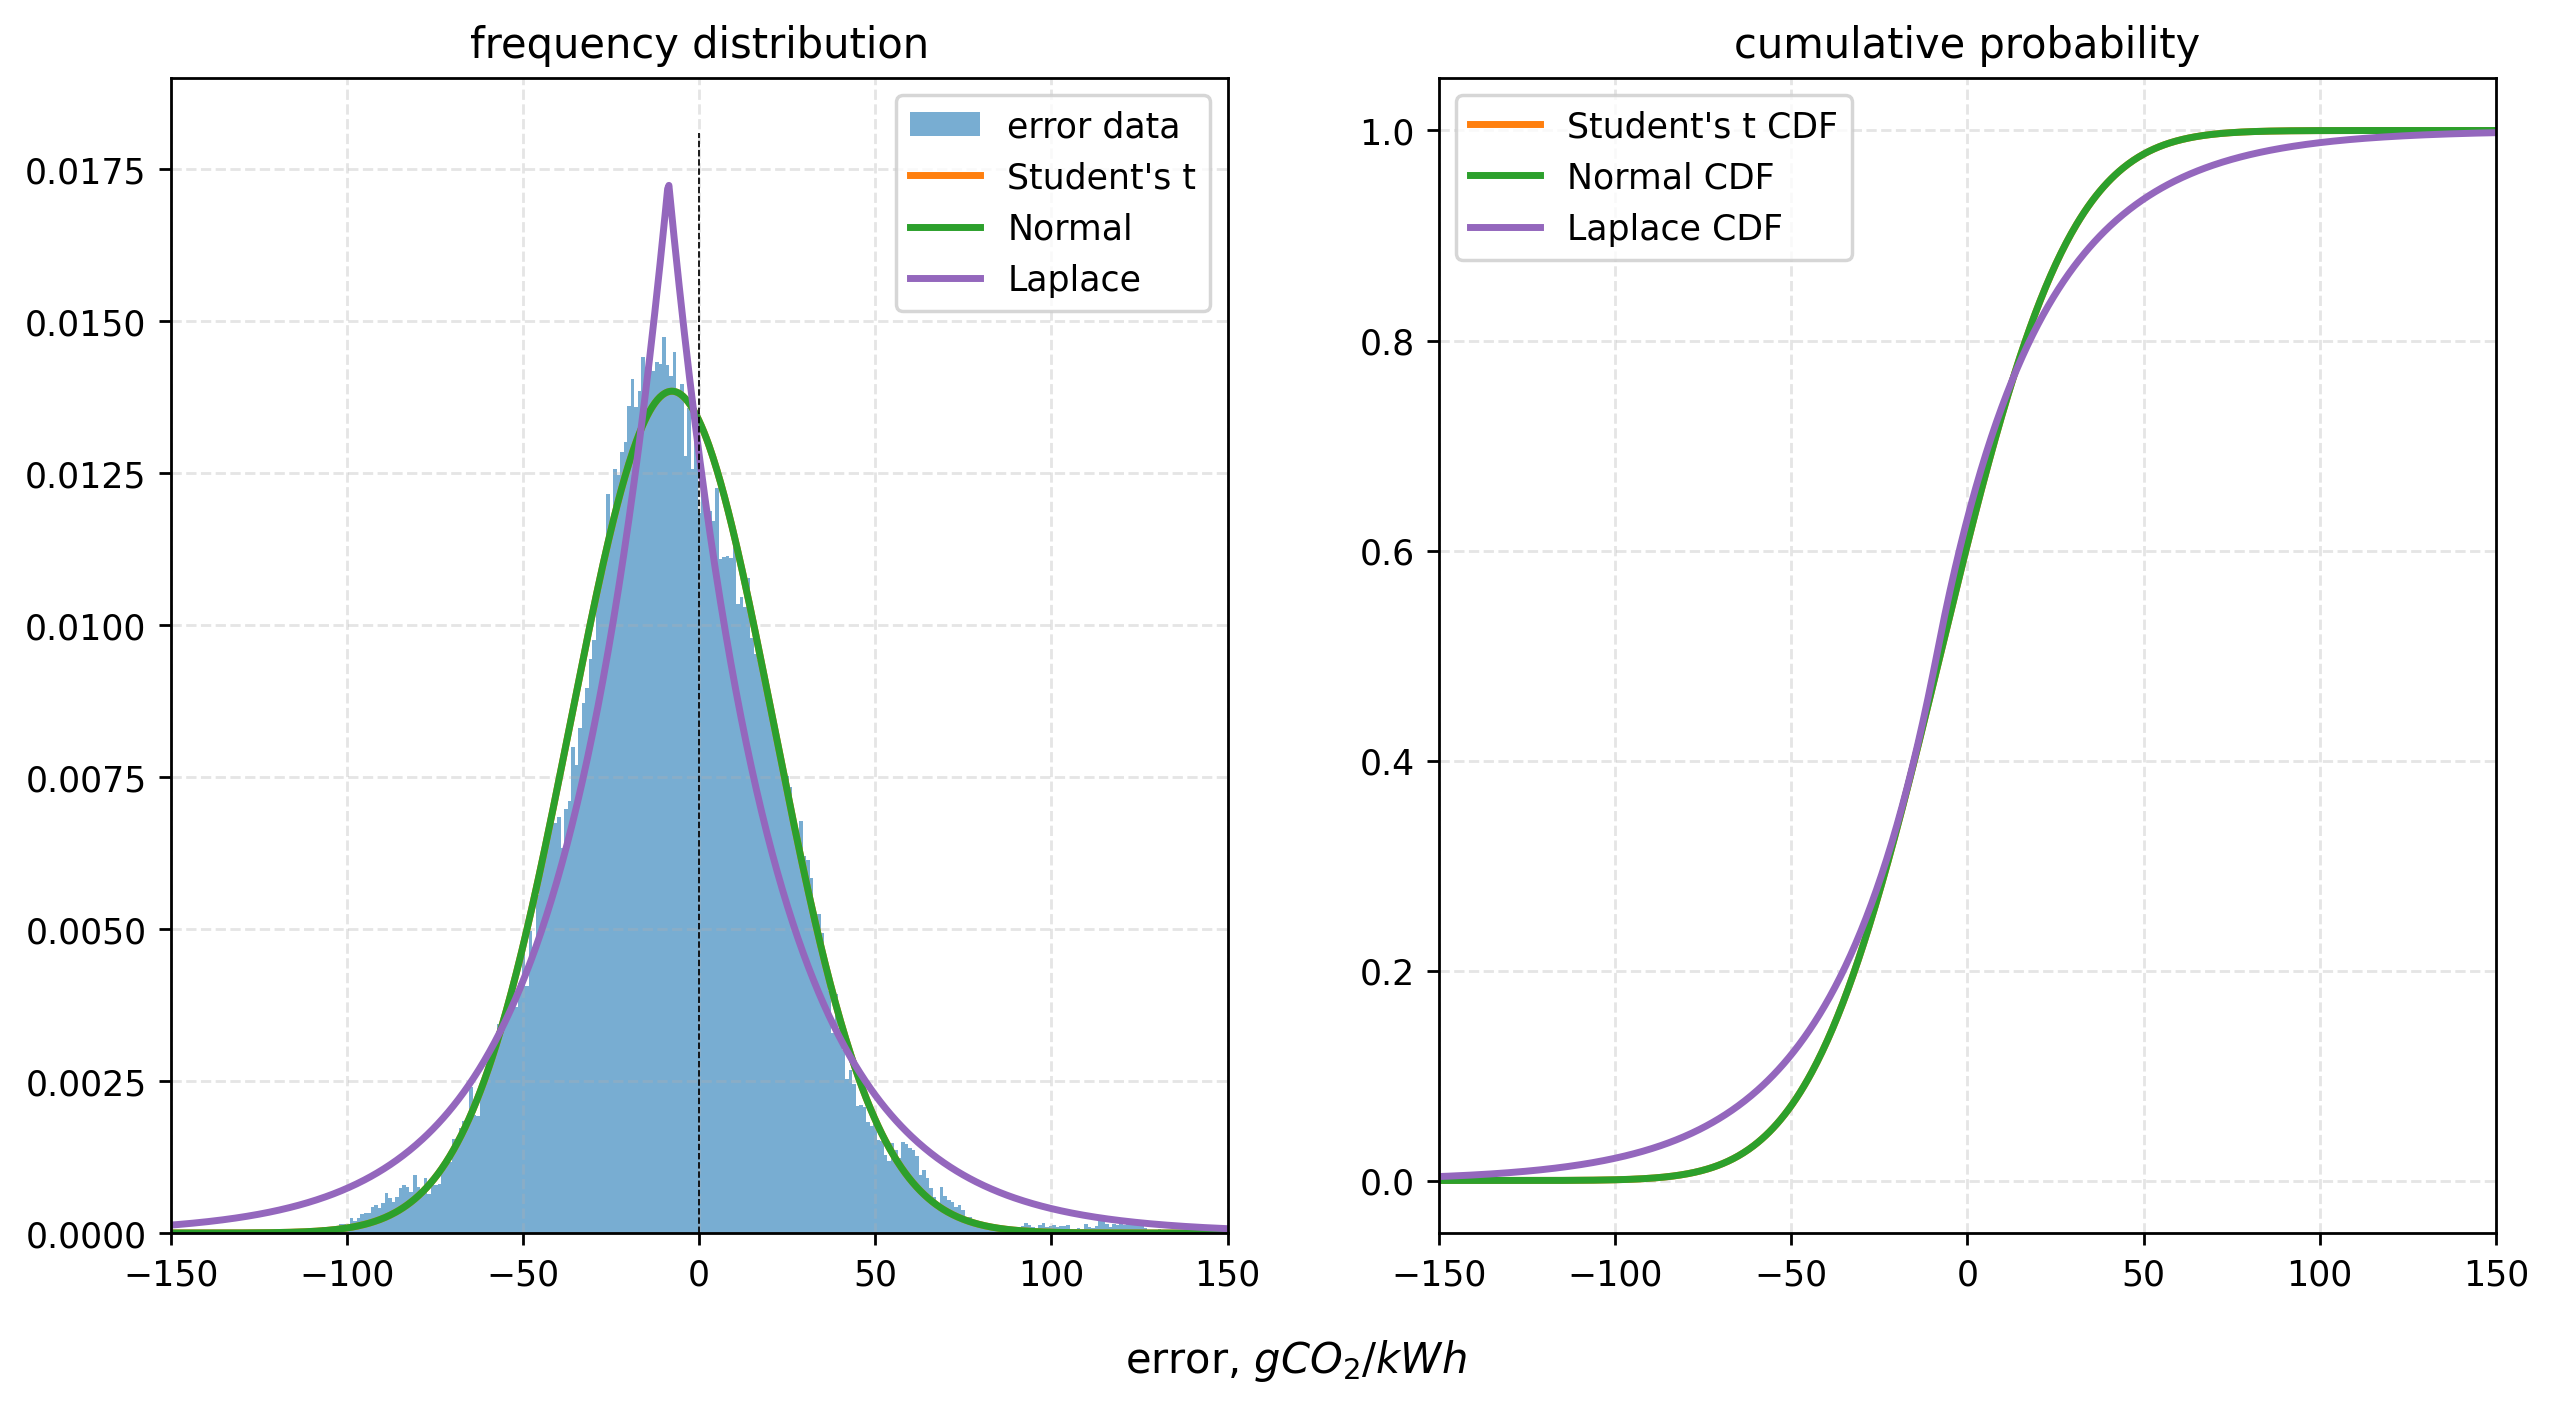 frequency distribution
0.0175
0.0150
0.0125
0.0100
0.0075
0.0050
0.0025
0.0000
−150 −100 −50 0 50 100 150
error data
Student's t
Normal
Laplace
cumulative probability
1.0
0.8
0.6
0.4
0.2
0.0
−150 −100 −50 0 50 100 150
Student's t CDF
Normal CDF
Laplace CDF
error, gCO₂/kWh